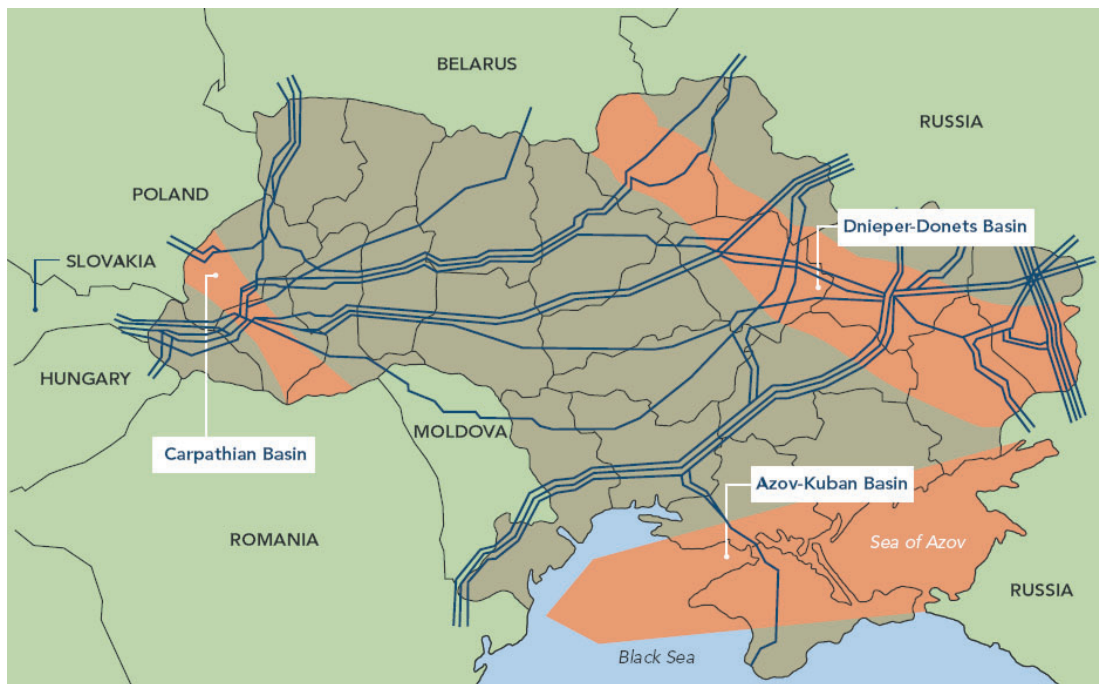 BELARUS
RUSSIA
POLAND
Dnieper-Donets Basin
SLOVAKIA
HUNGARY
MOLDOVA
Carpathian Basin
Azov-Kuban Basin
ROMANIA
Sea of Azov
RUSSIA
Black Sea